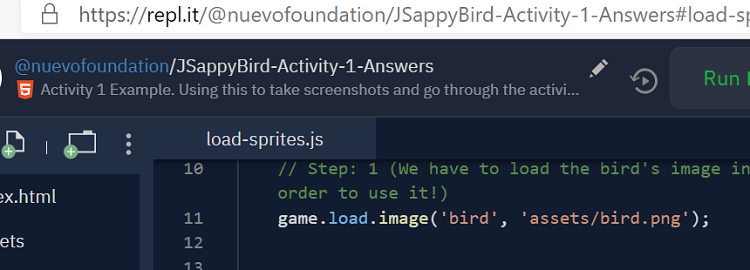 https://repl.it/@nuevofoundation/JSappyBird-Activity-1-Answers#load-sp
@nuevofoundation/JSappyBird-Activity-1-Answers
Activity 1 Example. Using this to take screenshots and go through the activi...
Run
load-sprites.js
ex.html
ets
10 // Step: 1 (We have to load the bird's image in
order to use it!)
11 game.load.image('bird', 'assets/bird.png');
12
13